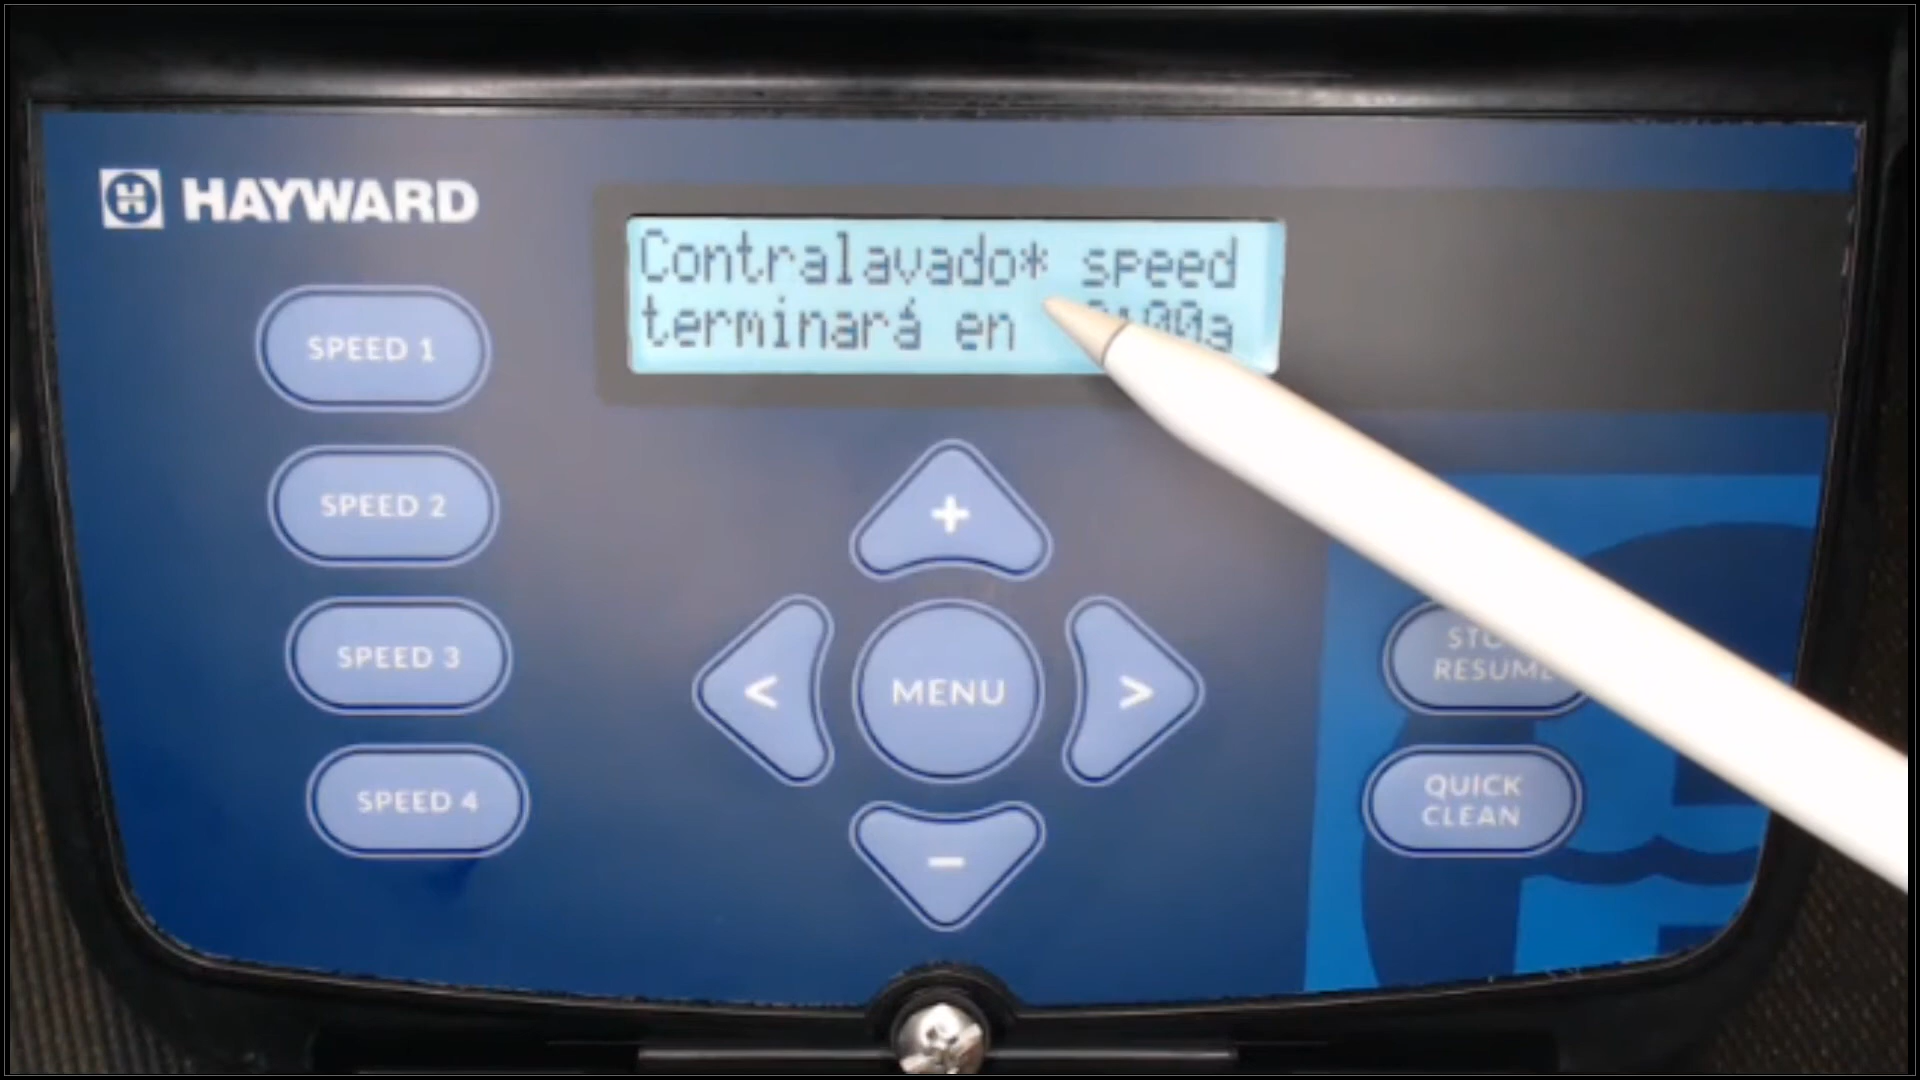 HAYWARD
Contralavado* speed
terminará en
SPEED 1
SPEED 2
SPEED 3
SPEED 4
+
<
MENU
>
−
RESUME
QUICK
CLEAN